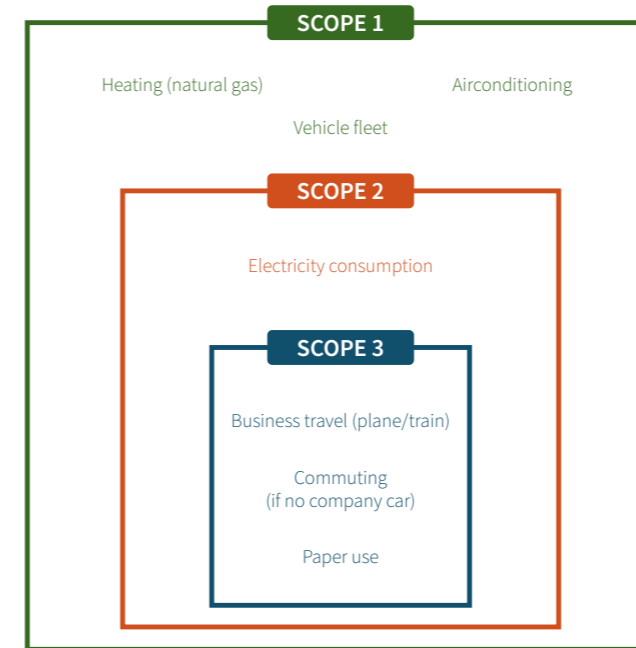 SCOPE 1
Heating (natural gas)
Airconditioning
Vehicle fleet
SCOPE 2
Electricity consumption
SCOPE 3
Business travel (plane/train)
Commuting
(if no company car)
Paper use